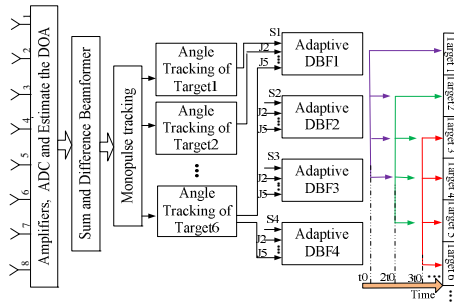 1
2
3
4
5
6
7
8
Amplifiers, ADC and Estimate the DOA
Sum and Difference Beamformer
Monopulse tracking
Angle
Tracking of
Target1
Angle
Tracking of
Target2
Angle
Tracking of
Target6
S1
J2
J5
Adaptive
DBF1
S2
J2
J5
Adaptive
DBF2
S3
J2
J5
Adaptive
DBF3
S4
J2
J5
Adaptive
DBF4
t0
2t0
3t0
Time
Target 1
Target 2
Target 3
Target 4
Target 5
Target 6